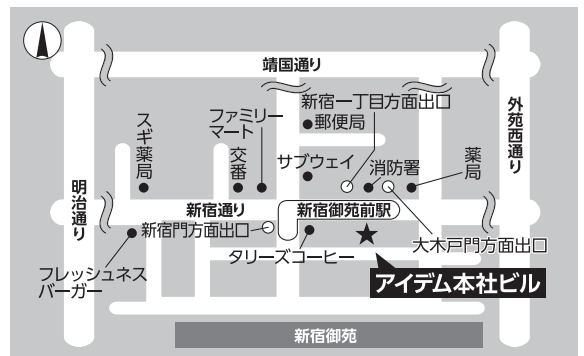 靖国通り
新宿一丁目方面出口
ファミリー
マート
郵便局
外苑西通り
スギ薬局
交番
サブウェイ
消防署
薬局
明治通り
新宿通り
新宿御苑前駅
新宿門方面出口
大木戸門方面出口
タリーズコーヒー
フレッシュネス
バーガー
アイデム本社ビル
新宿御苑